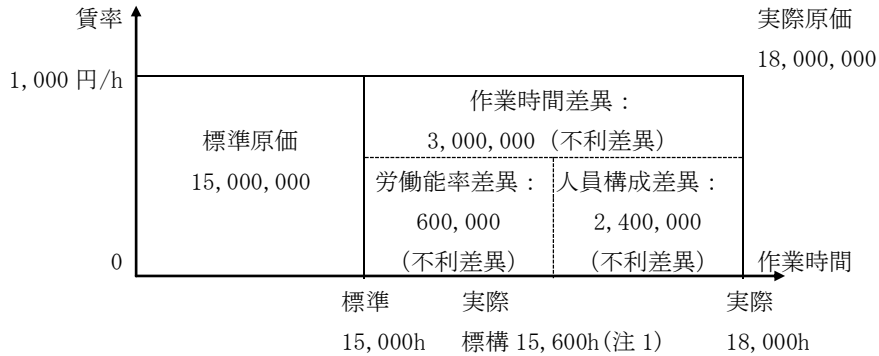 賃率
実際原価
18,000,000
1,000 円/h
作業時間差異：
3,000,000（不利差異）
標準原価
15,000,000
労働能率差異：
600,000
（不利差異）
人員構成差異：
2,400,000
（不利差異）
0
作業時間
標準
15,000h
実際
標構 15,600h(注 1)
実際
18,000h